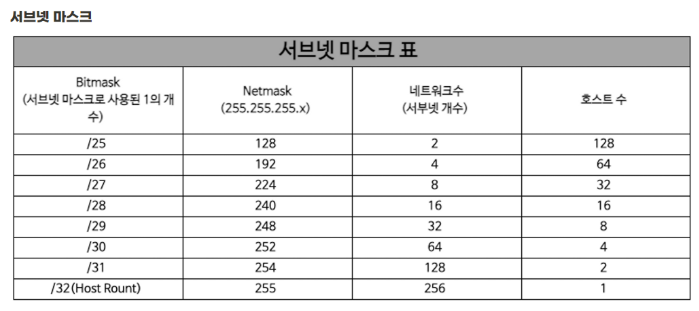 서브넷 마스크
서브넷 마스크 표
Bitmask
(서브넷 마스크로 사용된 1의 개
수)
Netmask
(255.255.255.x)
네트워크수
(서부넷 개수)
호스트 수
/25 128 2 128
/26 192 4 64
/27 224 8 32
/28 240 16 16
/29 248 32 8
/30 252 64 4
/31 254 128 2
/32(Host Rount) 255 256 1